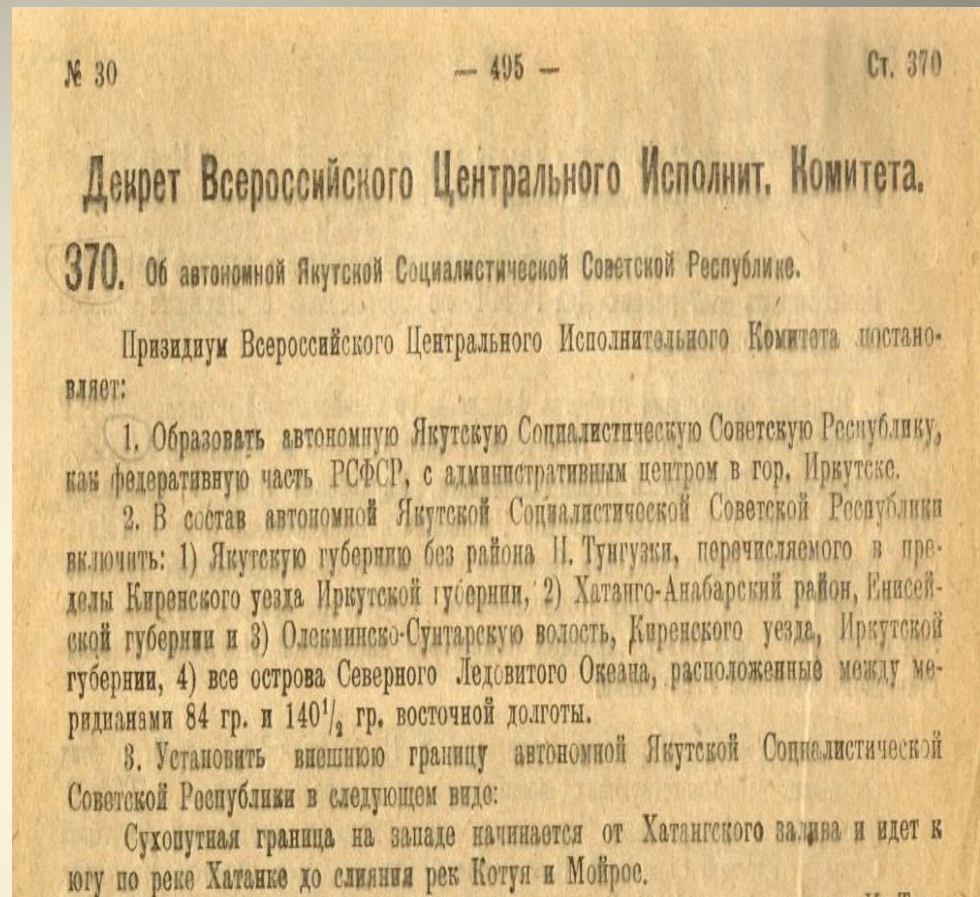 № 30 — 495 — Ст. 370
Декрет Всероссийского Центрального Исполнит. Комитета.
370. Об автономной Якутской Социалистической Советской Республике.
Призидиум Всероссийского Центрального Исполнительного Комитета постано-
вляет:
1. Образовать автономную Якутскую Социалистическую Советскую Республику,
как федеративную часть РСФСР, с административным центром в гор. Иркутске.
2. В состав автономной Якутской Социалистической Советской Республики
включить: 1) Якутскую губернию без района Н. Тунгузки, перечисляемого в пре-
делы Киренского уезда Иркутской губернии, 2) Хатанго-Анабарский район, Енисей-
ской губернии и 3) Олекминско-Сунтарскую волость, Киренского уезда, Иркутской
губернии, 4) все острова Северного Ледовитого Океана, расположенные между ме-
ридианами 84 гр. и 140¹/₂ гр. восточной долготы.
3. Установить внешнюю границу автономной Якутской Социалистической
Советской Республики в следующем виде:
Сухопутная граница на западе начинается от Хатангского залива и идет к
югу по реке Хатанке до слияния рек Котуя и Мойрое.